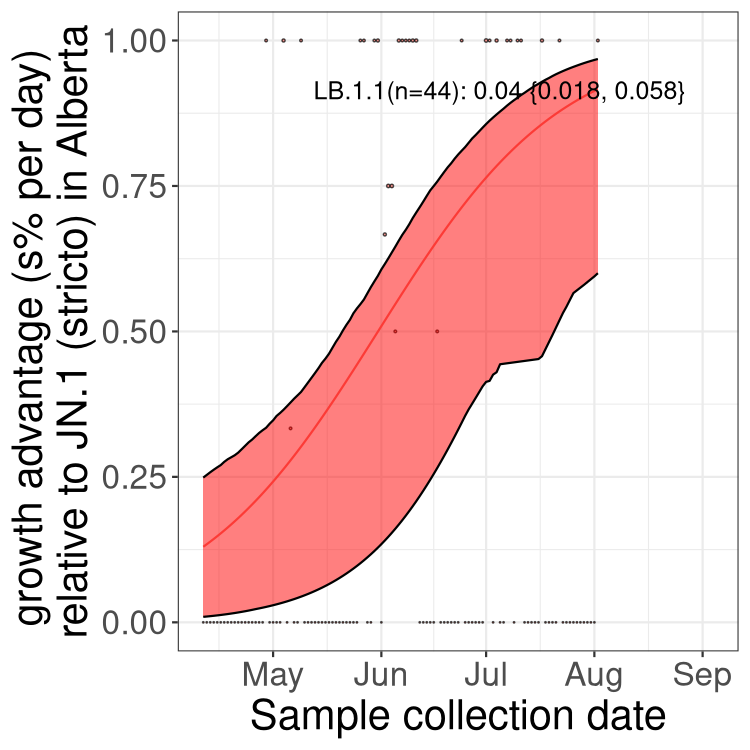 growth advantage (s% per day)
relative to JN.1 (stricto) in Alberta
1.00
0.75
0.50
0.25
0.00
LB.1.1(n=44): 0.04 {0.018, 0.058}
May Jun Jul Aug Sep
Sample collection date